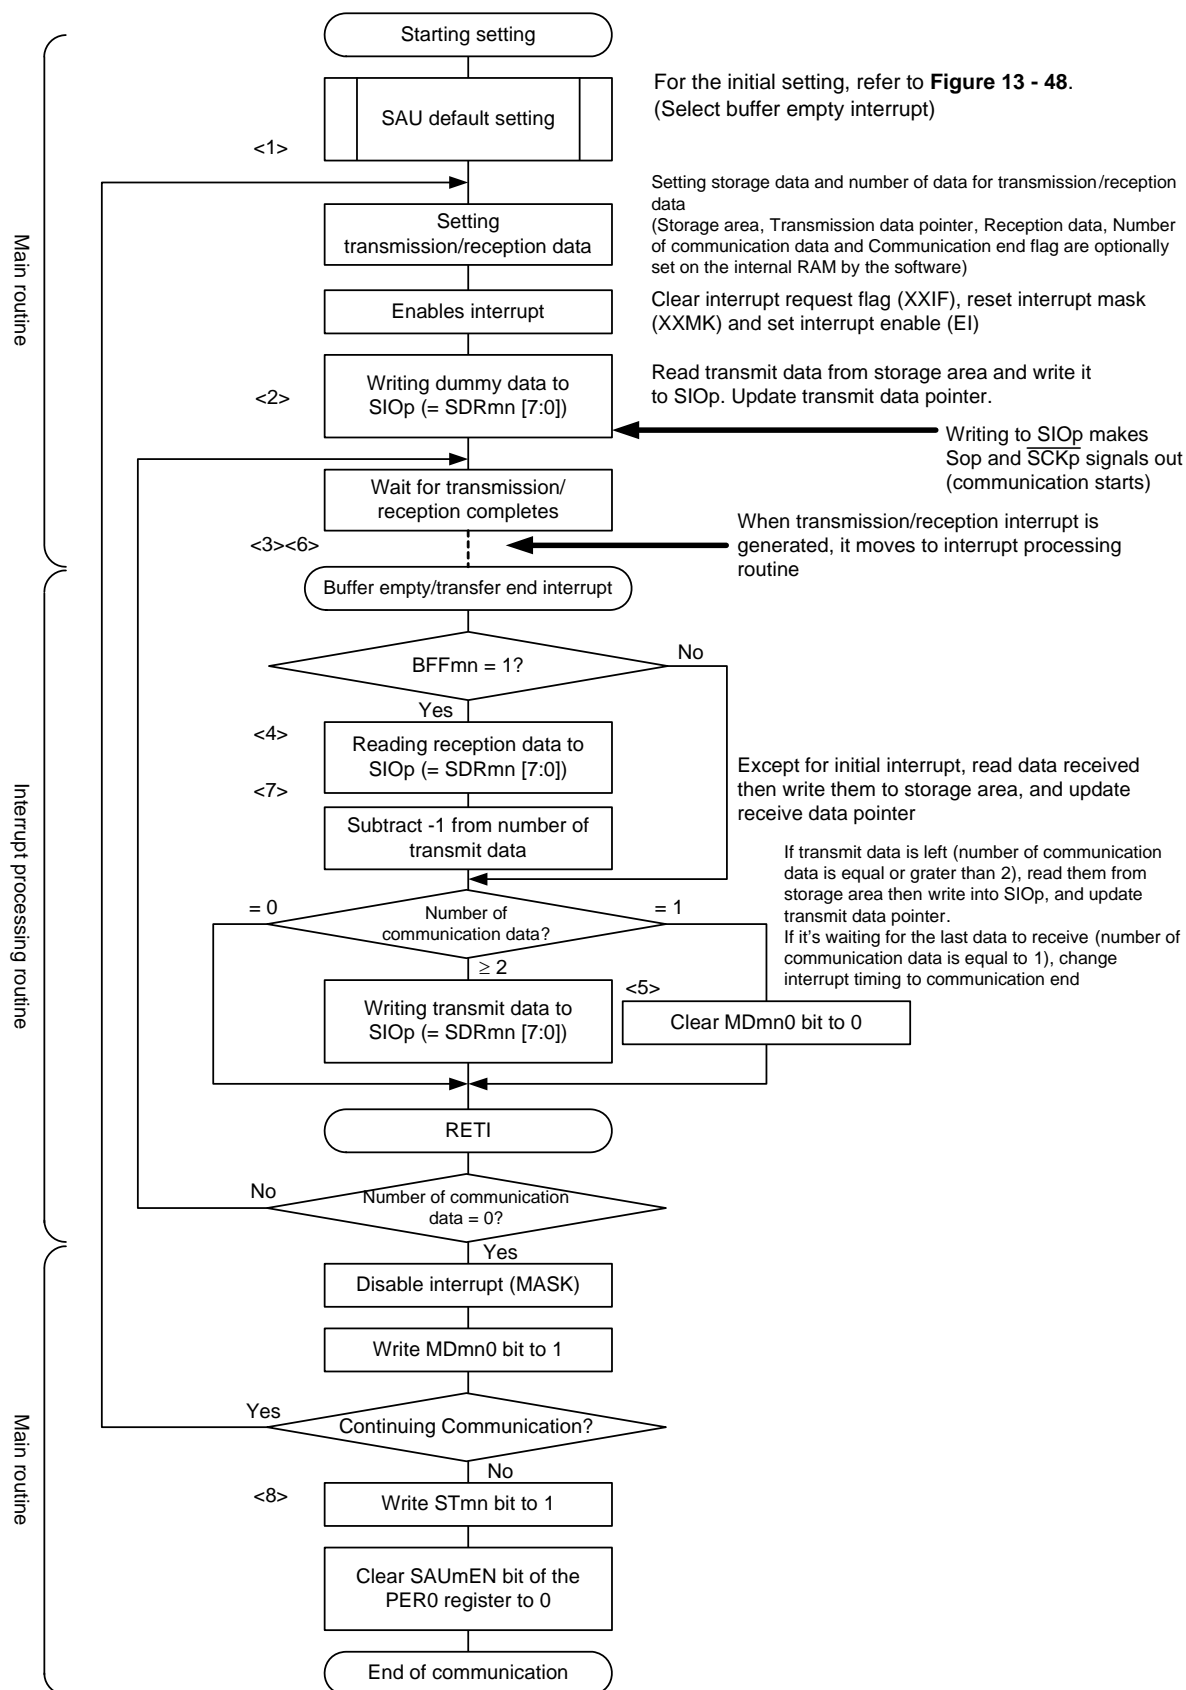 Starting setting
SAU default setting
For the initial setting, refer to Figure 13 - 48.
(Select buffer empty interrupt)
<1>
Main routine
Setting
transmission/reception data
Setting storage data and number of data for transmission/reception
data
(Storage area, Transmission data pointer, Reception data, Number
of communication data and Communication end flag are optionally
set on the internal RAM by the software)
Enables interrupt
Clear interrupt request flag (XXIF), reset interrupt mask
(XXMK) and set interrupt enable (EI)
<2>
Writing dummy data to
SIOp (= SDRmn [7:0])
Read transmit data from storage area and write it
to SIOp. Update transmit data pointer.
Writing to SIOp makes
Sop and SCKp signals out
(communication starts)
Wait for transmission/
reception completes
<3><6>
When transmission/reception interrupt is
generated, it moves to interrupt processing
routine
Buffer empty/transfer end interrupt
Interrupt processing routine
BFFmn = 1?
No
Yes
<4>
Reading reception data to
SIOp (= SDRmn [7:0])
<7>
Subtract -1 from number of
transmit data
Except for initial interrupt, read data received
then write them to storage area, and update
receive data pointer
= 0
Number of
communication data?
= 1
≥ 2
If transmit data is left (number of communication
data is equal or grater than 2), read them from
storage area then write into SIOp, and update
transmit data pointer.
If it's waiting for the last data to receive (number of
communication data is equal to 1), change
interrupt timing to communication end
Writing transmit data to
SIOp (= SDRmn [7:0])
<5>
Clear MDmn0 bit to 0
RETI
No
Number of communication
data = 0?
Yes
Main routine
Disable interrupt (MASK)
Write MDmn0 bit to 1
Yes
Continuing Communication?
No
<8>
Write STmn bit to 1
Clear SAUmEN bit of the
PER0 register to 0
End of communication